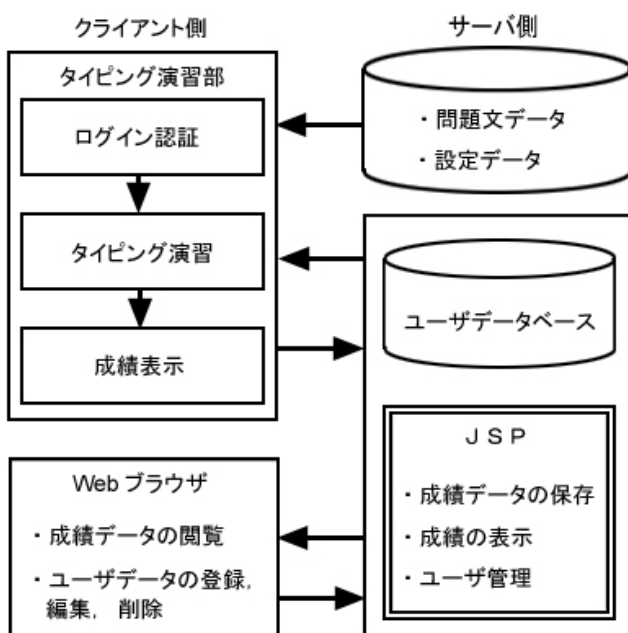 クライアント側
タイピング演習部
ログイン認証
タイピング演習
成績表示
サーバ側
・問題文データ
・設定データ
ユーザデータベース
ＪＳＰ
・成績データの保存
・成績の表示
・ユーザ管理
Web ブラウザ
・成績データの閲覧
・ユーザデータの登録，
編集， 削除